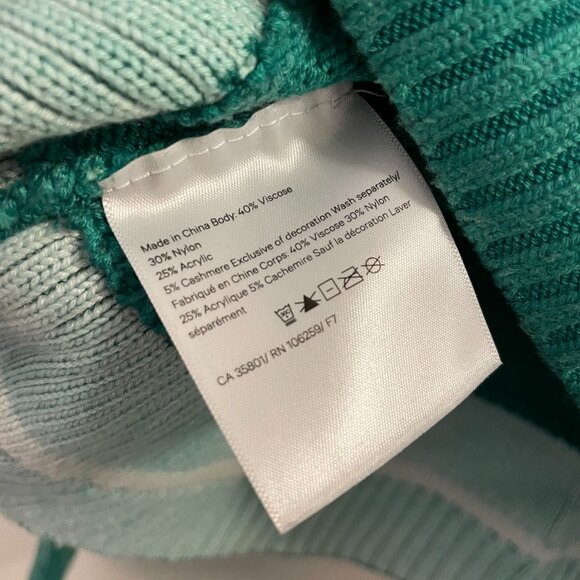 Made in China Body: 40% Viscose
30% Nylon
25% Acrylic
5% Cashmere Exclusive of decoration Wash separately/
Fabriqué en Chine Corps: 40% Viscose 30% Nylon
25% Acrylique 5% Cachemire Sauf la décoration Laver
séparément
CA 35801/ RN 106259/ F7